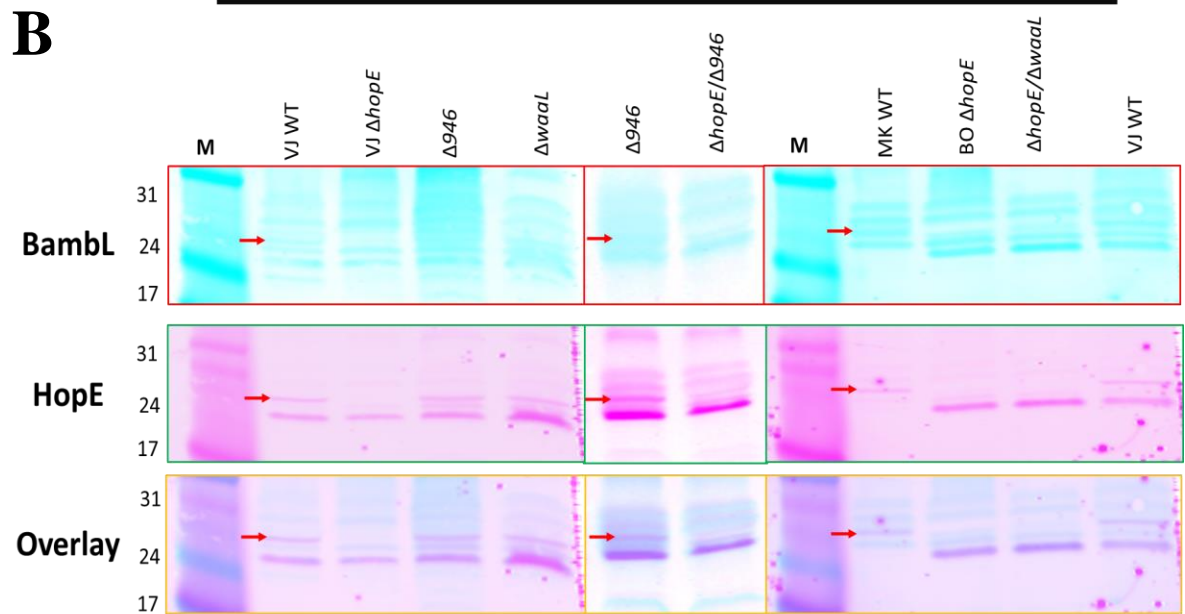 B
M
VJ WT
VJ ΔhopE
Δ946
ΔwaaL
Δ946
ΔhopE/Δ946
M
MK WT
BO ΔhopE
ΔhopE/ΔwaaL
VJ WT
BambL
31
24
17
HopE
31
24
17
Overlay
31
24
17